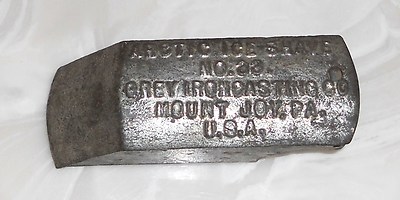 ARCTIC ICE SHAVE
NO.33
GREY IRON CASTING CO
MOUNT JOY, PA.
U.S.A.